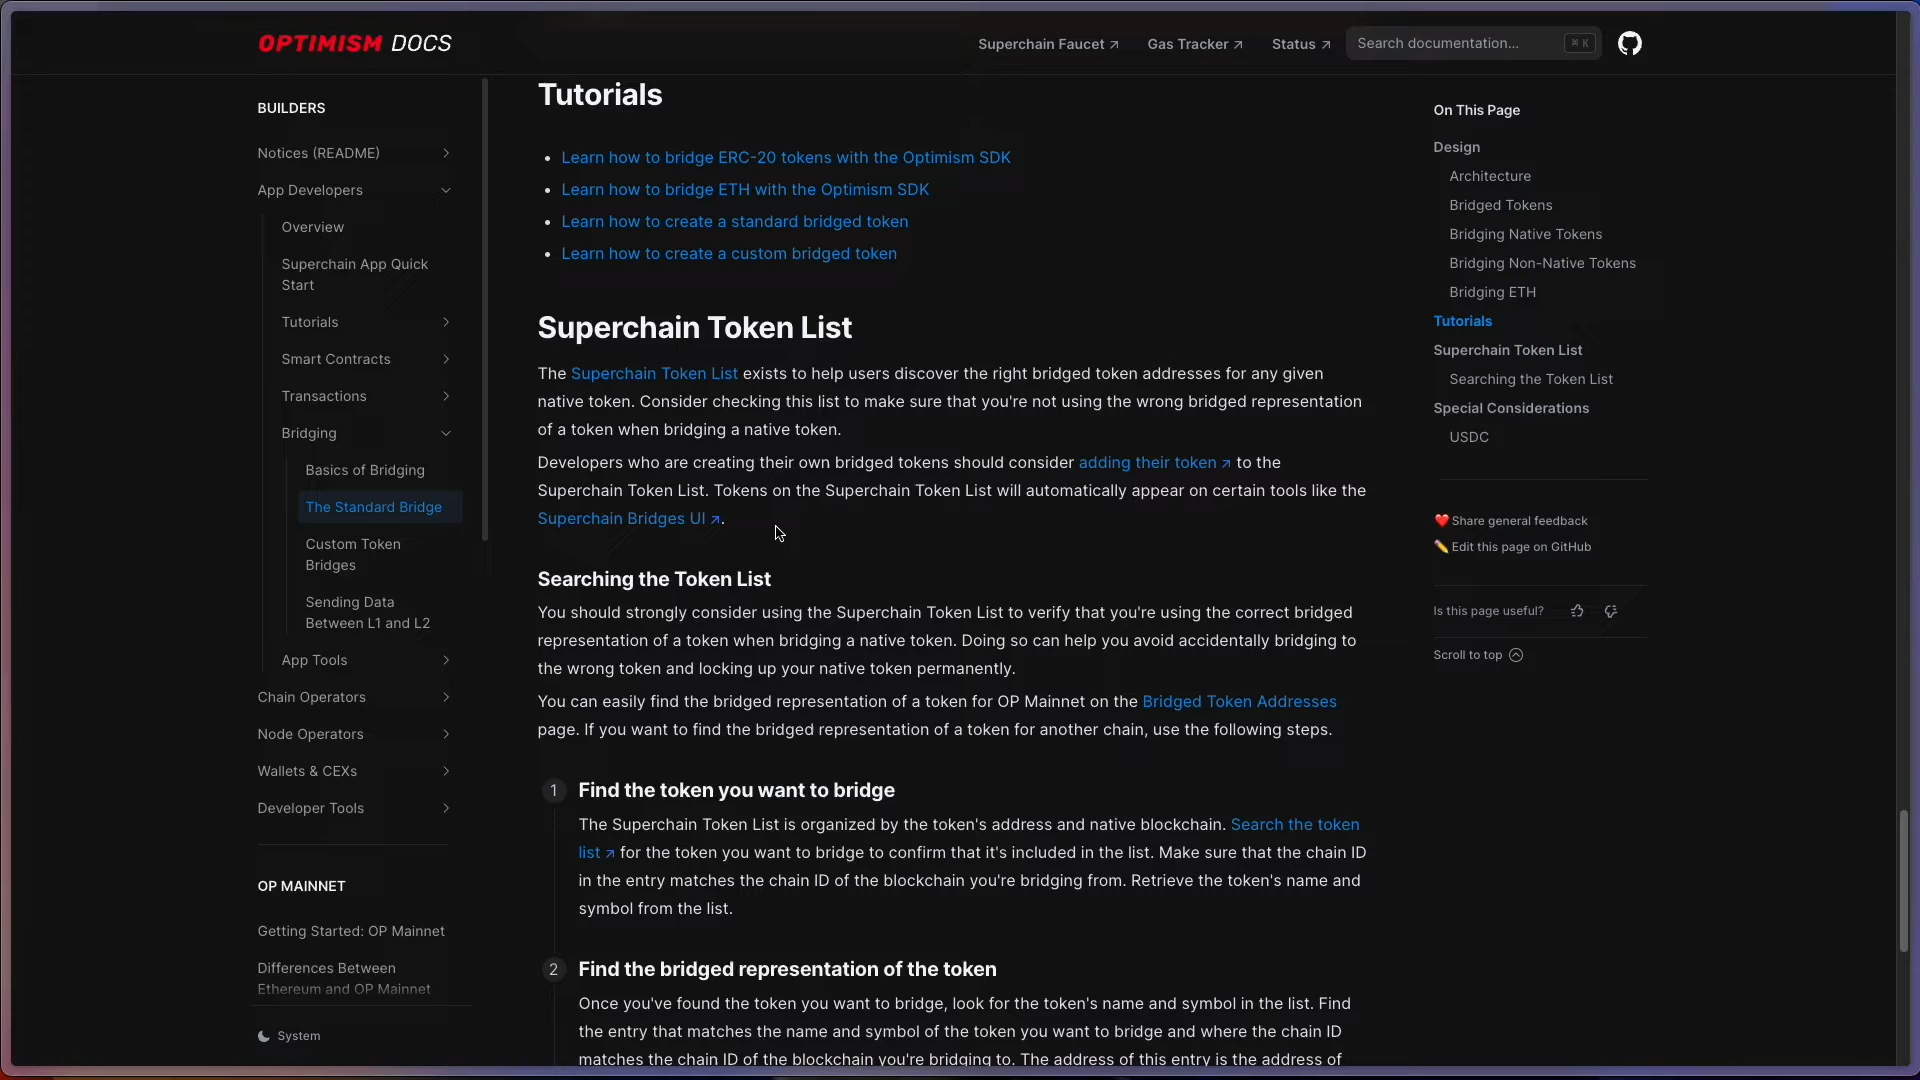 OPTIMISM DOCS
Superchain Faucet ↗
Gas Tracker ↗
Status ↗
Search documentation...
⌘ K
BUILDERS
Notices (README)
App Developers
Overview
Superchain App Quick
Start
Tutorials
Smart Contracts
Transactions
Bridging
Basics of Bridging
The Standard Bridge
Custom Token
Bridges
Sending Data
Between L1 and L2
App Tools
Chain Operators
Node Operators
Wallets & CEXs
Developer Tools
OP MAINNET
Getting Started: OP Mainnet
Differences Between
Ethereum and OP Mainnet
System
Tutorials
• Learn how to bridge ERC-20 tokens with the Optimism SDK
• Learn how to bridge ETH with the Optimism SDK
• Learn how to create a standard bridged token
• Learn how to create a custom bridged token
Superchain Token List
The Superchain Token List exists to help users discover the right bridged token addresses for any given
native token. Consider checking this list to make sure that you're not using the wrong bridged representation
of a token when bridging a native token.
Developers who are creating their own bridged tokens should consider adding their token ↗ to the
Superchain Token List. Tokens on the Superchain Token List will automatically appear on certain tools like the
Superchain Bridges UI ↗.
Searching the Token List
You should strongly consider using the Superchain Token List to verify that you're using the correct bridged
representation of a token when bridging a native token. Doing so can help you avoid accidentally bridging to
the wrong token and locking up your native token permanently.
You can easily find the bridged representation of a token for OP Mainnet on the Bridged Token Addresses
page. If you want to find the bridged representation of a token for another chain, use the following steps.
1 Find the token you want to bridge
The Superchain Token List is organized by the token's address and native blockchain. Search the token
list ↗ for the token you want to bridge to confirm that it's included in the list. Make sure that the chain ID
in the entry matches the chain ID of the blockchain you're bridging from. Retrieve the token's name and
symbol from the list.
2 Find the bridged representation of the token
Once you've found the token you want to bridge, look for the token's name and symbol in the list. Find
the entry that matches the name and symbol of the token you want to bridge and where the chain ID
matches the chain ID of the blockchain you're bridging to. The address of this entry is the address of
On This Page
Design
Architecture
Bridged Tokens
Bridging Native Tokens
Bridging Non-Native Tokens
Bridging ETH
Tutorials
Superchain Token List
Searching the Token List
Special Considerations
USDC
❤️ Share general feedback
✏️ Edit this page on GitHub
Is this page useful?
Scroll to top